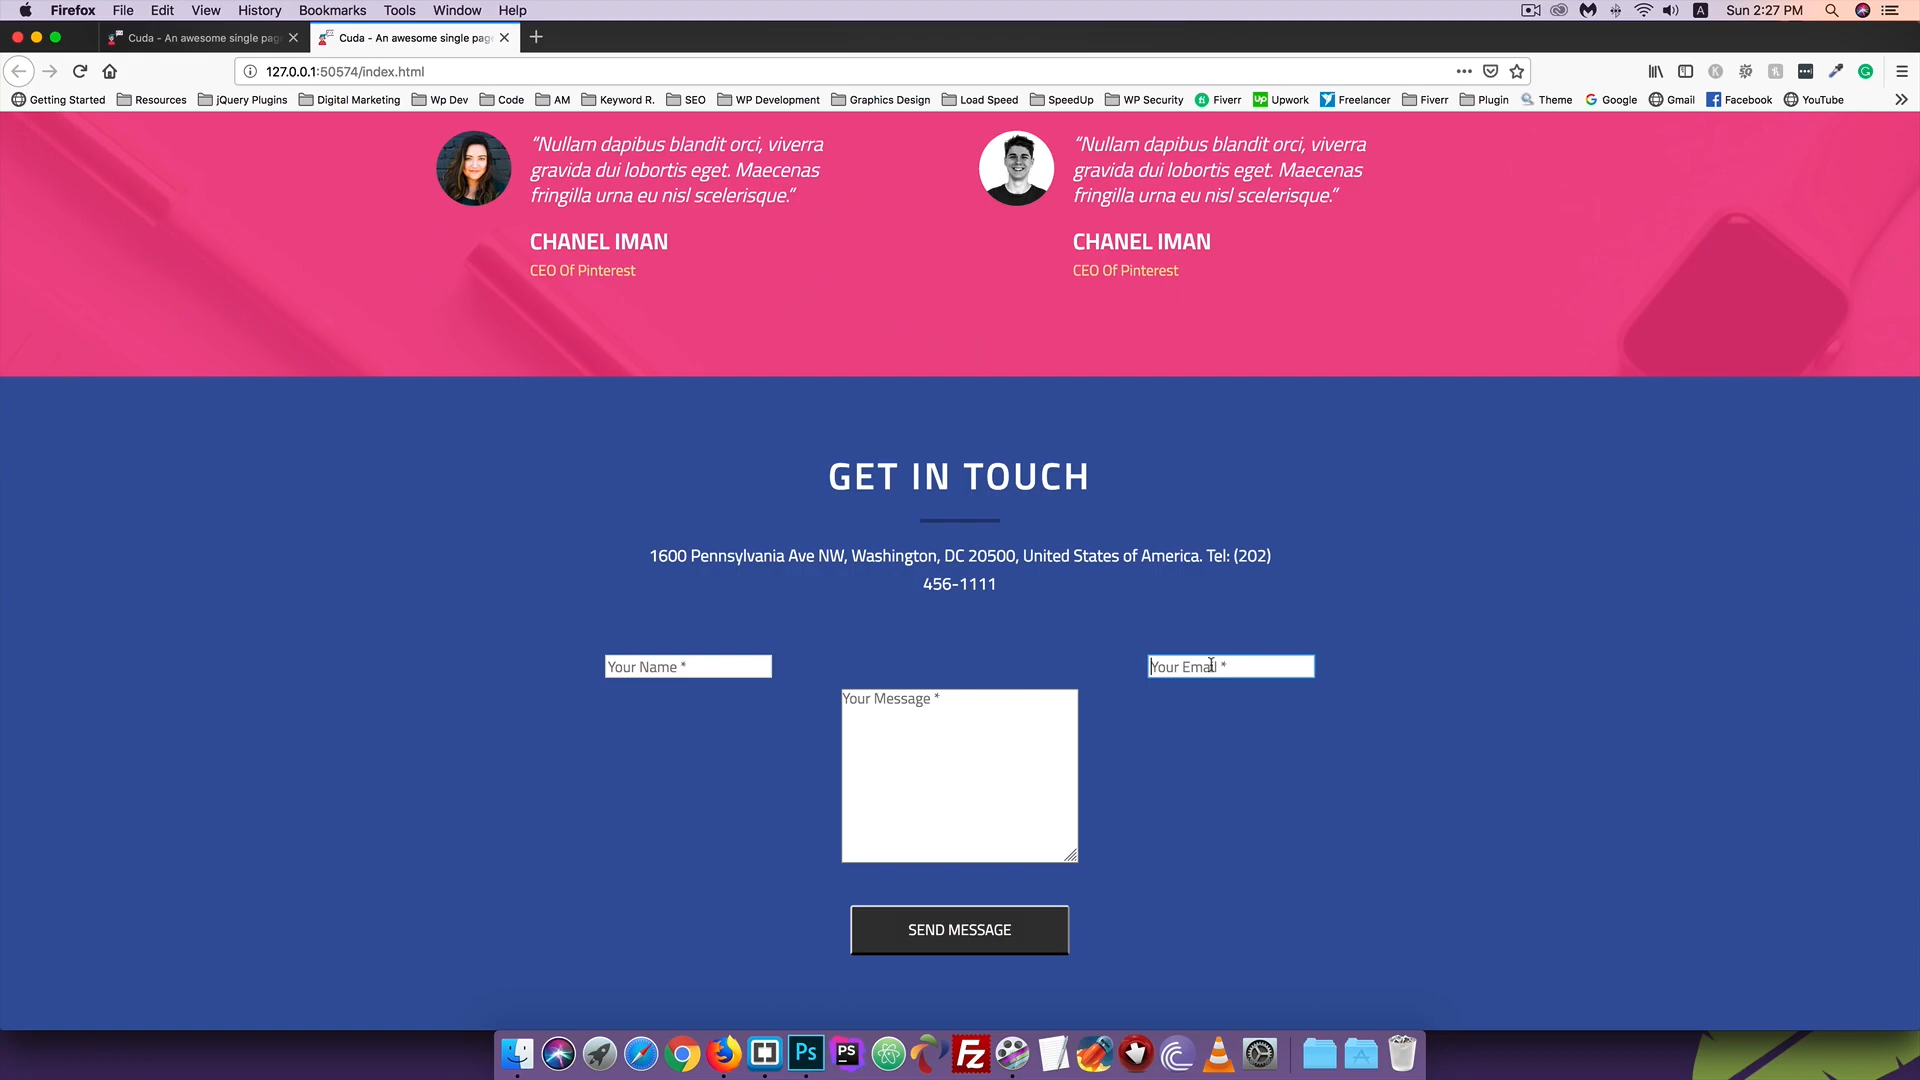 Firefox File Edit View History Bookmarks Tools Window Help Sun 2:27 PM
Cuda - An awesome single pag Cuda - An awesome single pag
127.0.0.1:50574/index.html
Getting Started Resources jQuery Plugins Digital Marketing Wp Dev Code AM Keyword R. SEO WP Development Graphics Design Load Speed SpeedUp WP Security Fiverr Upwork Freelancer Fiverr Plugin Theme Google Gmail Facebook YouTube
“Nullam dapibus blandit orci, viverra
gravida dui lobortis eget. Maecenas
fringilla urna eu nisl scelerisque.”
CHANEL IMAN
CEO Of Pinterest
“Nullam dapibus blandit orci, viverra
gravida dui lobortis eget. Maecenas
fringilla urna eu nisl scelerisque.”
CHANEL IMAN
CEO Of Pinterest
GET IN TOUCH
1600 Pennsylvania Ave NW, Washington, DC 20500, United States of America. Tel: (202)
456-1111
Your Name * Your Email *
Your Message *
SEND MESSAGE
Ps PS FZ